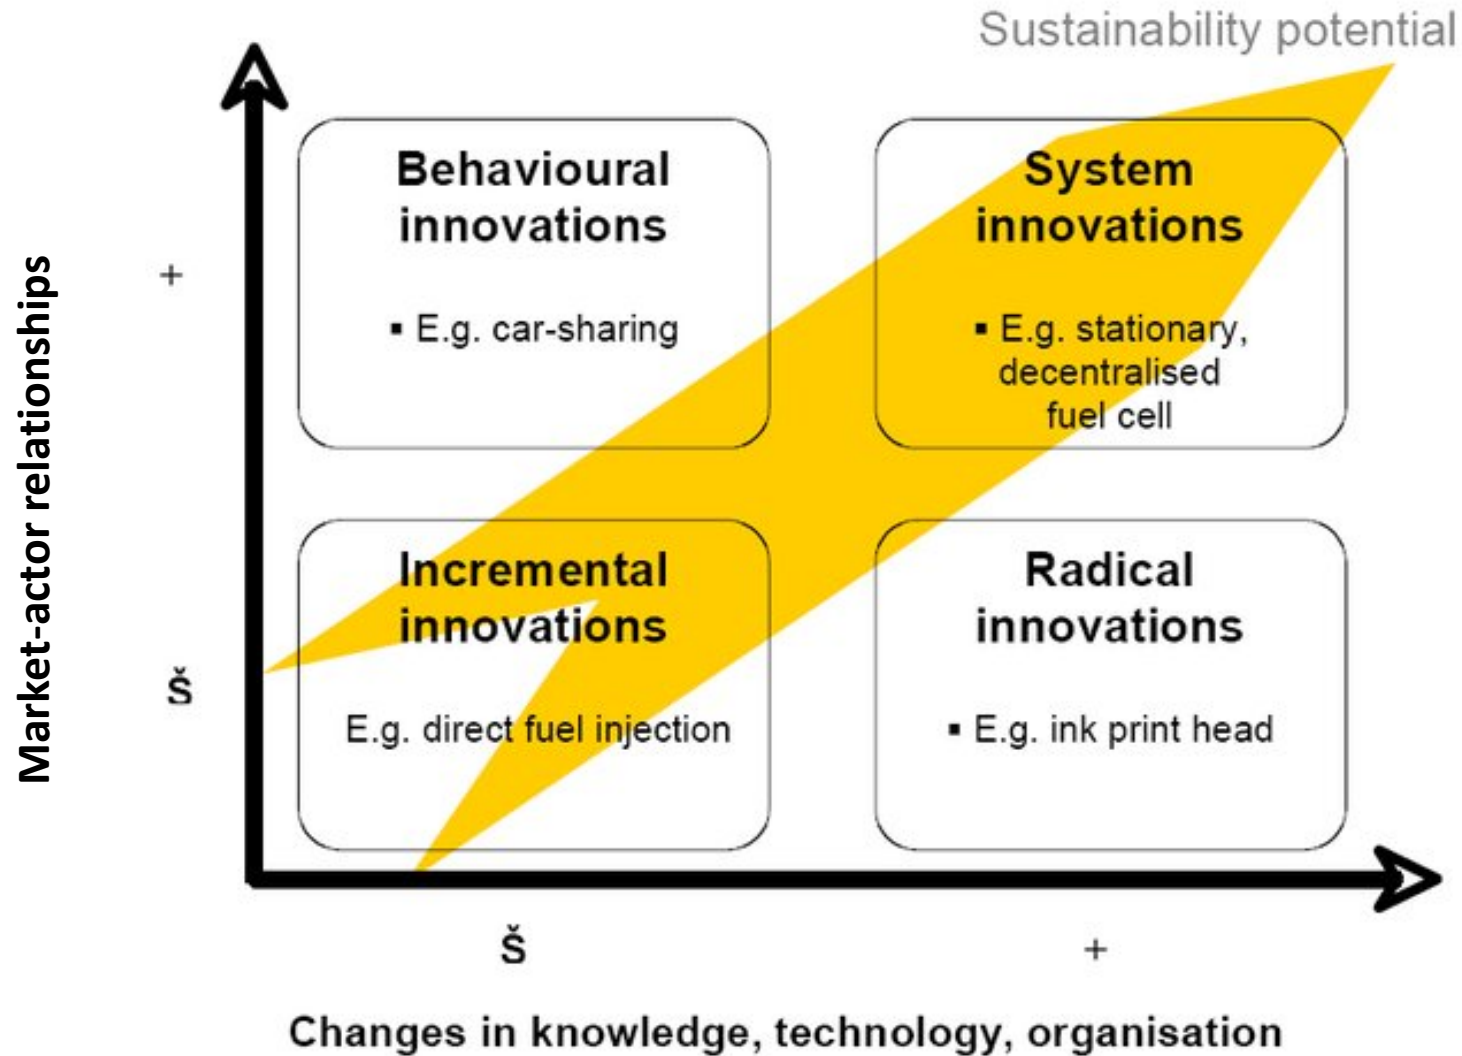 Sustainability potential
Behavioural
innovations
▪ E.g. car-sharing
System
innovations
▪ E.g. stationary,
decentralised
fuel cell
Market-actor relationships
+
Š
Incremental
innovations
E.g. direct fuel injection
Radical
innovations
▪ E.g. ink print head
Š
+
Changes in knowledge, technology, organisation